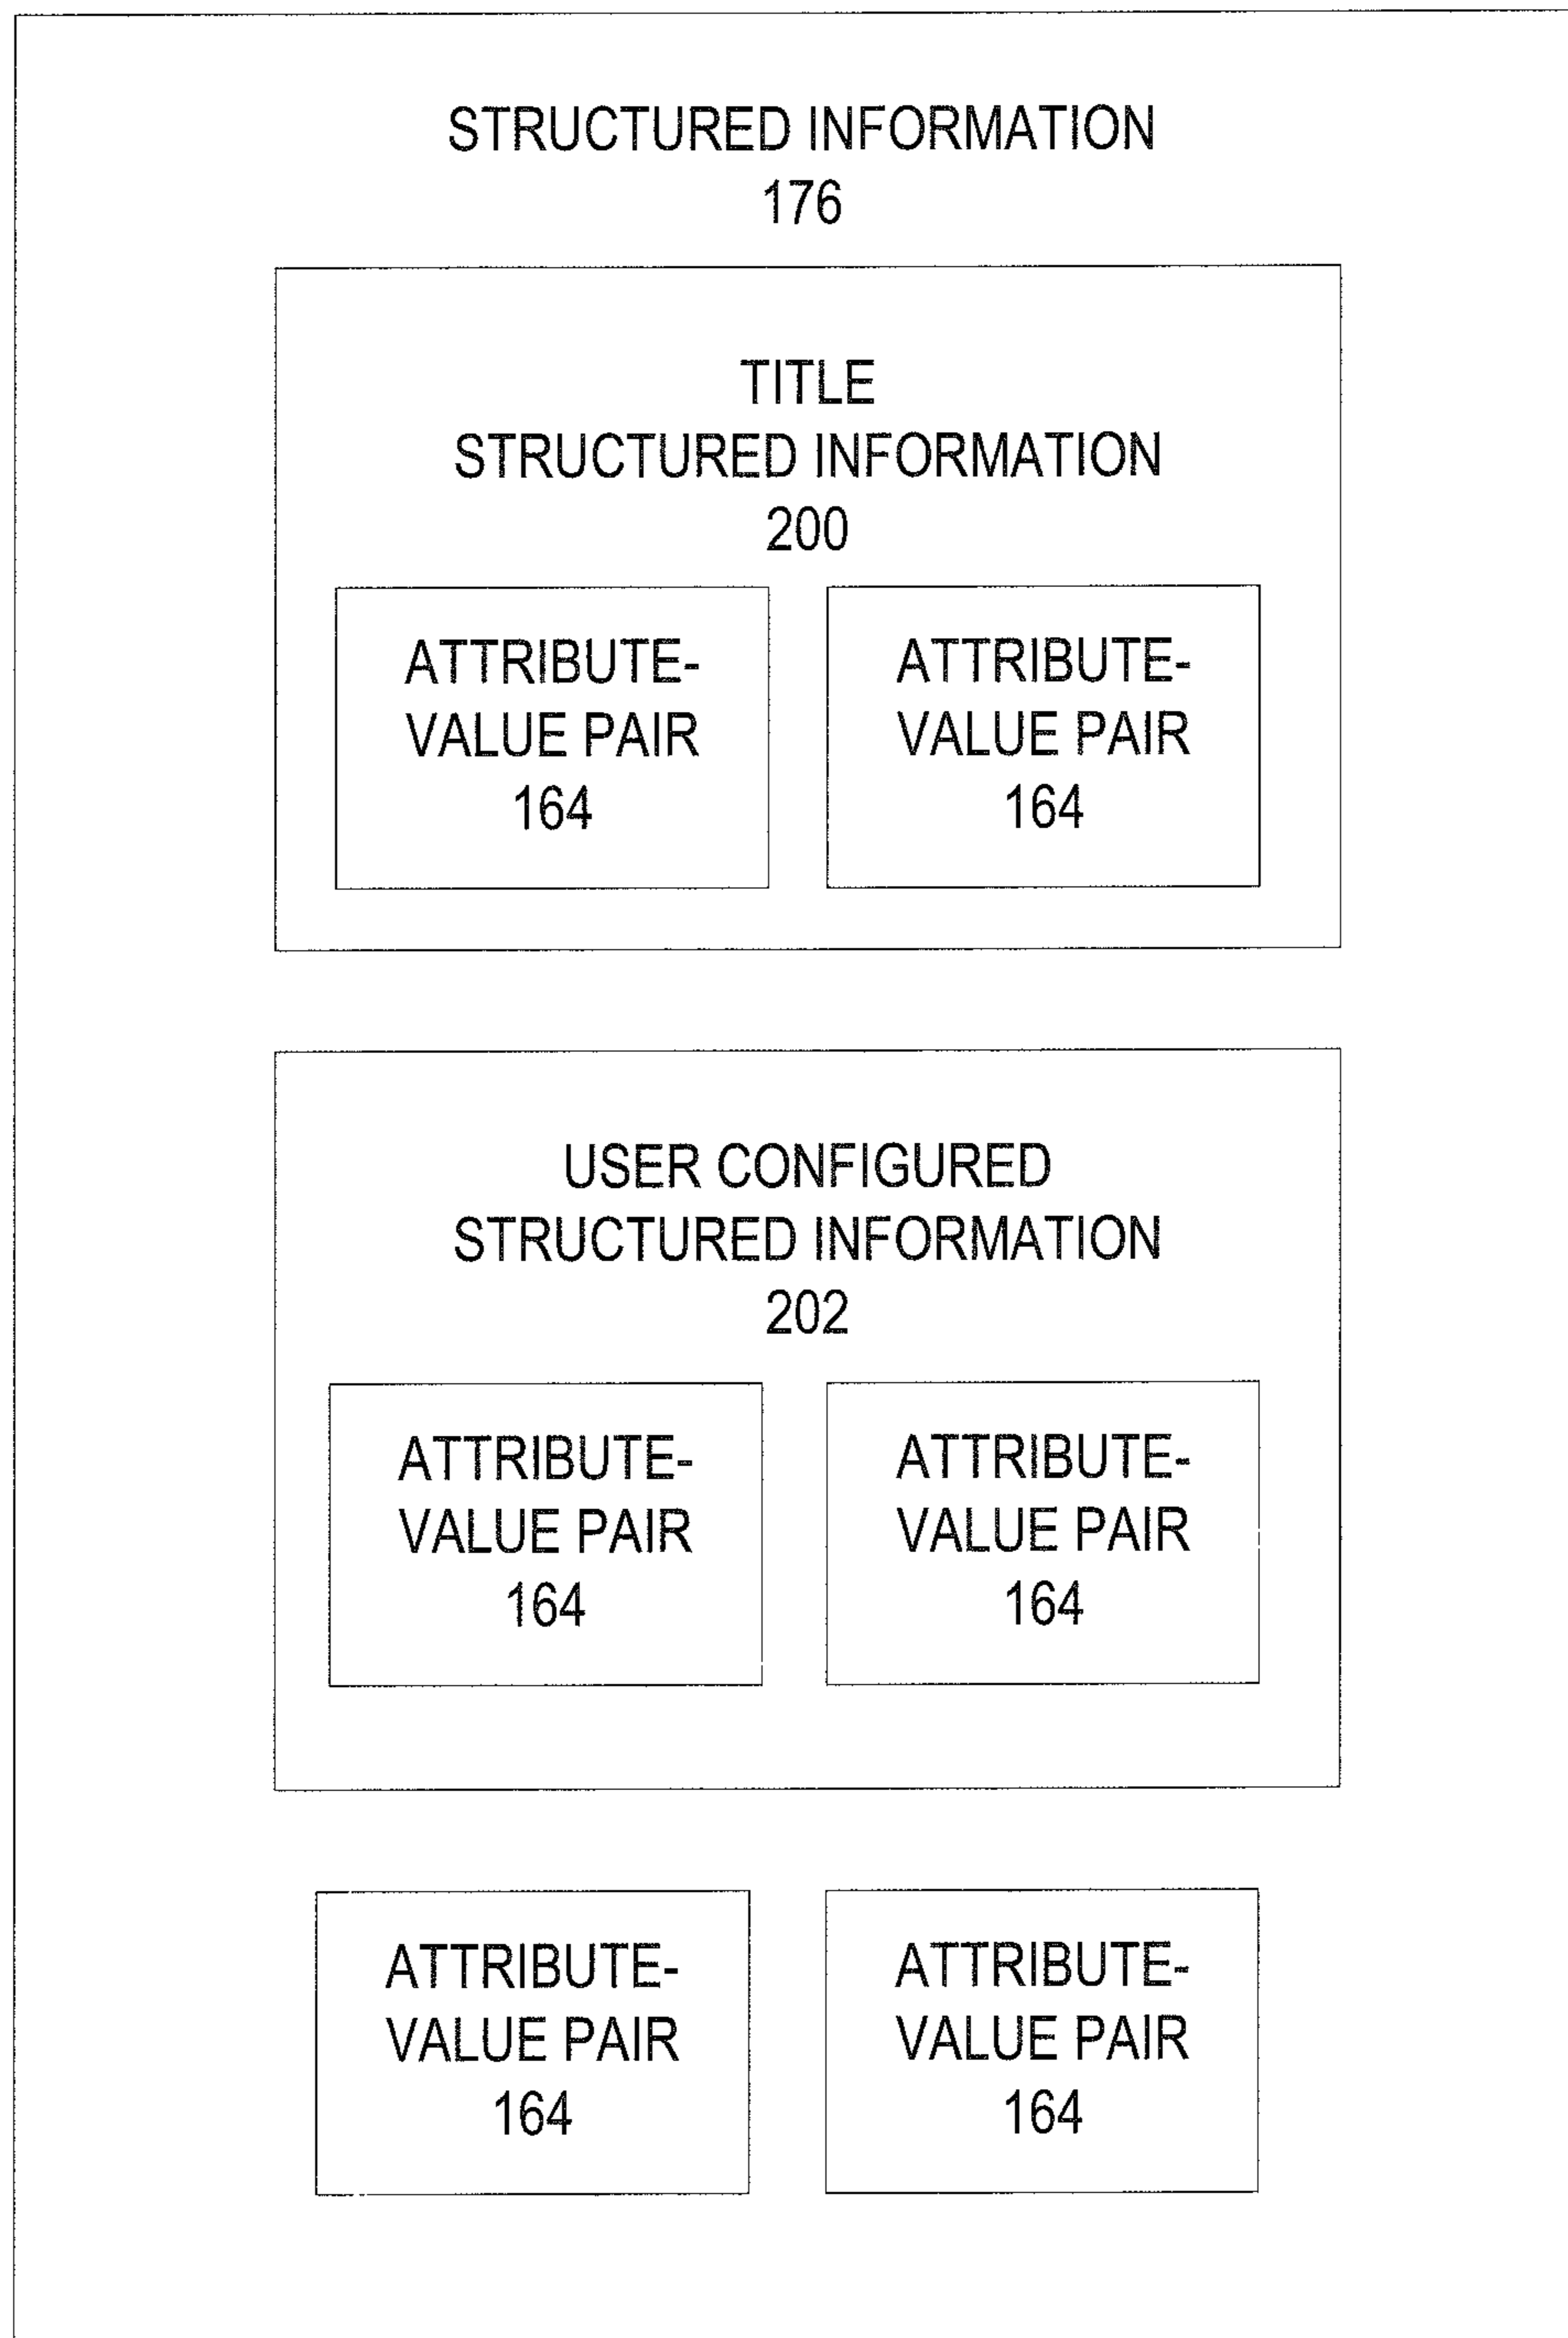 STRUCTURED INFORMATION
176
TITLE
STRUCTURED INFORMATION
200
ATTRIBUTE-
VALUE PAIR
164
ATTRIBUTE-
VALUE PAIR
164
USER CONFIGURED
STRUCTURED INFORMATION
202
ATTRIBUTE-
VALUE PAIR
164
ATTRIBUTE-
VALUE PAIR
164
ATTRIBUTE-
VALUE PAIR
164
ATTRIBUTE-
VALUE PAIR
164